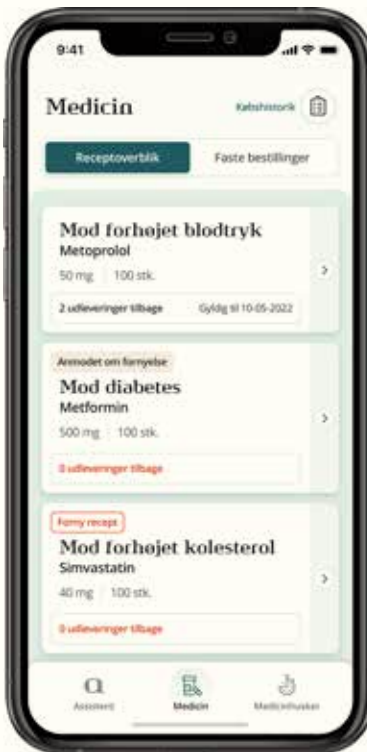 9:41
Medicin
Købshistorik
Receptoverblik
Faste bestillinger
Mod forhøjet blodtryk
Metoprolol
50 mg 100 stk.
2 udleveringer tilbage Gyldig til 10-05-2022
Anmodet om fornyelse
Mod diabetes
Metformin
500 mg 100 stk.
0 udleveringer tilbage
Forny recept
Mod forhøjet kolesterol
Simvastatin
40 mg 100 stk.
0 udleveringer tilbage
Assistent
Medicin
Medicinhusker